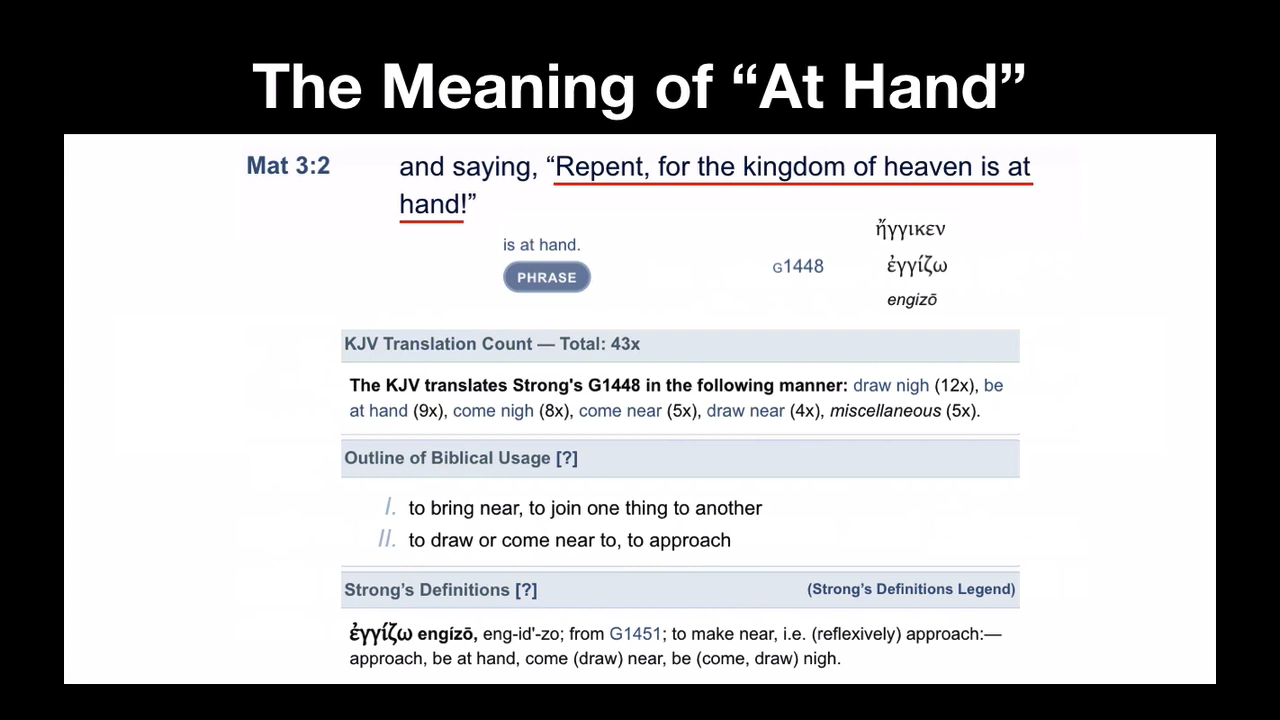 The Meaning of “At Hand”
Mat 3:2 and saying, “Repent, for the kingdom of heaven is at
hand!”
is at hand.
PHRASE
G1448
ἤγγικεν
ἐγγίζω
engizō
KJV Translation Count — Total: 43x
The KJV translates Strong's G1448 in the following manner: draw nigh (12x), be
at hand (9x), come nigh (8x), come near (5x), draw near (4x), miscellaneous (5x).
Outline of Biblical Usage [?]
I. to bring near, to join one thing to another
II. to draw or come near to, to approach
Strong’s Definitions [?] (Strong’s Definitions Legend)
ἐγγίζω engízō, eng-id'-zo; from G1451; to make near, i.e. (reflexively) approach:—
approach, be at hand, come (draw) near, be (come, draw) nigh.